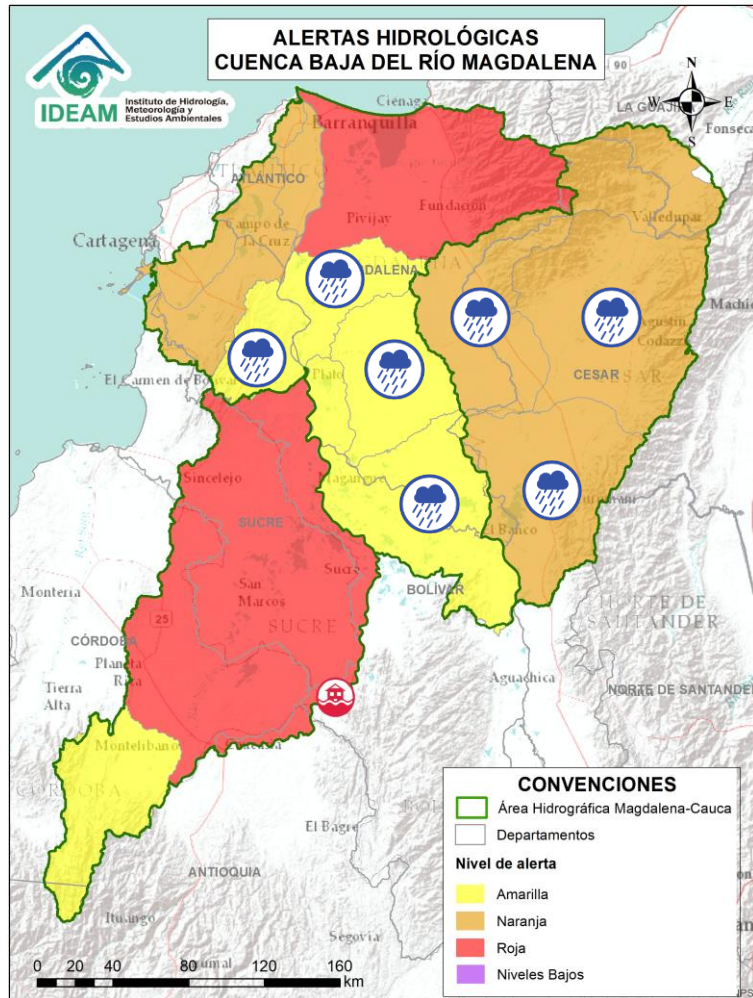 ALERTAS HIDROLÓGICAS
CUENCA BAJA DEL RÍO MAGDALENA
IDEAM
Instituto de Hidrología,
Meteorología y
Estudios Ambientales
90
N
W
E
S
LA GUAJI
Fonseca
Ciénaga
Barranquilla
ATLÁNTICO
Pivijay
Fundación
Valledupar
Cartagena
Campo de
la Cruz
DALENA
Agustín
Codazzi
CESAR
El Carmen de Bolívar
Plato
Sincelejo
Magangué
SUCRE
El Banco
San
Marcos
Sucre
SUCRE
BOLÍVAR
Montería
25
CÓRDOBA
Planeta
Rica
Tierra
Alta
NORTE DE
SANTANDER
Aguachica
NORTE DE SANTANDER
Montelíbano
El Bagre
ANTIOQUIA
Ituango
Segovia
CONVENCIONES
Área Hidrográfica Magdalena-Cauca
Departamentos
Nivel de alerta
Amarilla
Naranja
Roja
Niveles Bajos
0 20 40 80 120 160
km